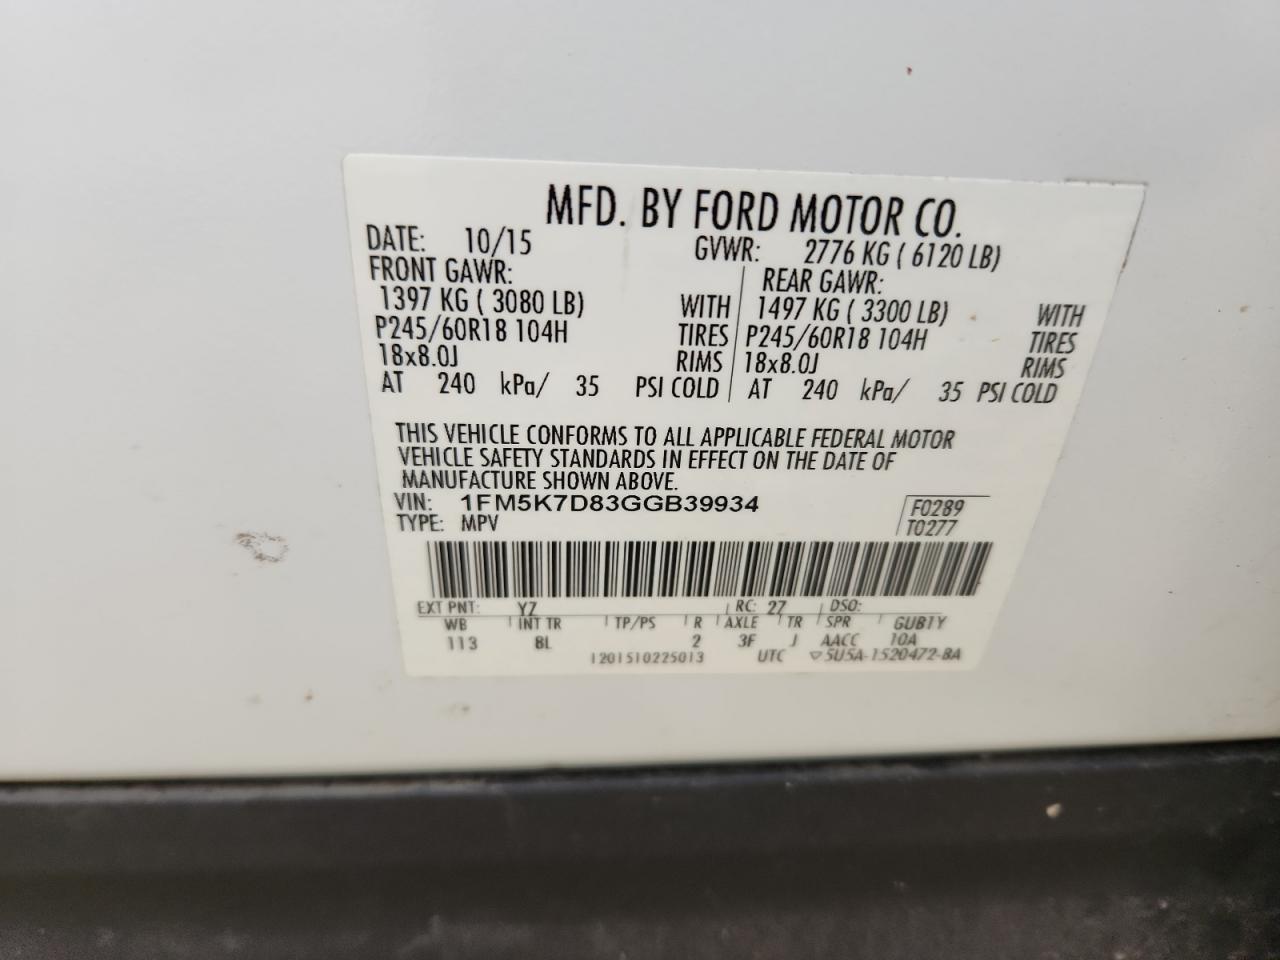 MFD. BY FORD MOTOR CO.
DATE: 10/15 GVWR: 2776 KG ( 6120 LB)
FRONT GAWR: REAR GAWR:
1397 KG ( 3080 LB) WITH 1497 KG ( 3300 LB) WITH
P245/60R18 104H TIRES P245/60R18 104H TIRES
18x8.0J RIMS 18x8.0J RIMS
AT 240 kPa/ 35 PSI COLD AT 240 kPa/ 35 PSI COLD
THIS VEHICLE CONFORMS TO ALL APPLICABLE FEDERAL MOTOR
VEHICLE SAFETY STANDARDS IN EFFECT ON THE DATE OF
MANUFACTURE SHOWN ABOVE.
VIN: 1FM5K7D83GGB39934 F0289
TYPE: MPV T0277
EXT PNT: YZ RC: 27 DSO:
WB INT TR TP/PS R AXLE TR SPR GUB1Y
113 8L 2 3F J AACC 10A
1201510225013 UTC ▽5U5A-1520472-BA